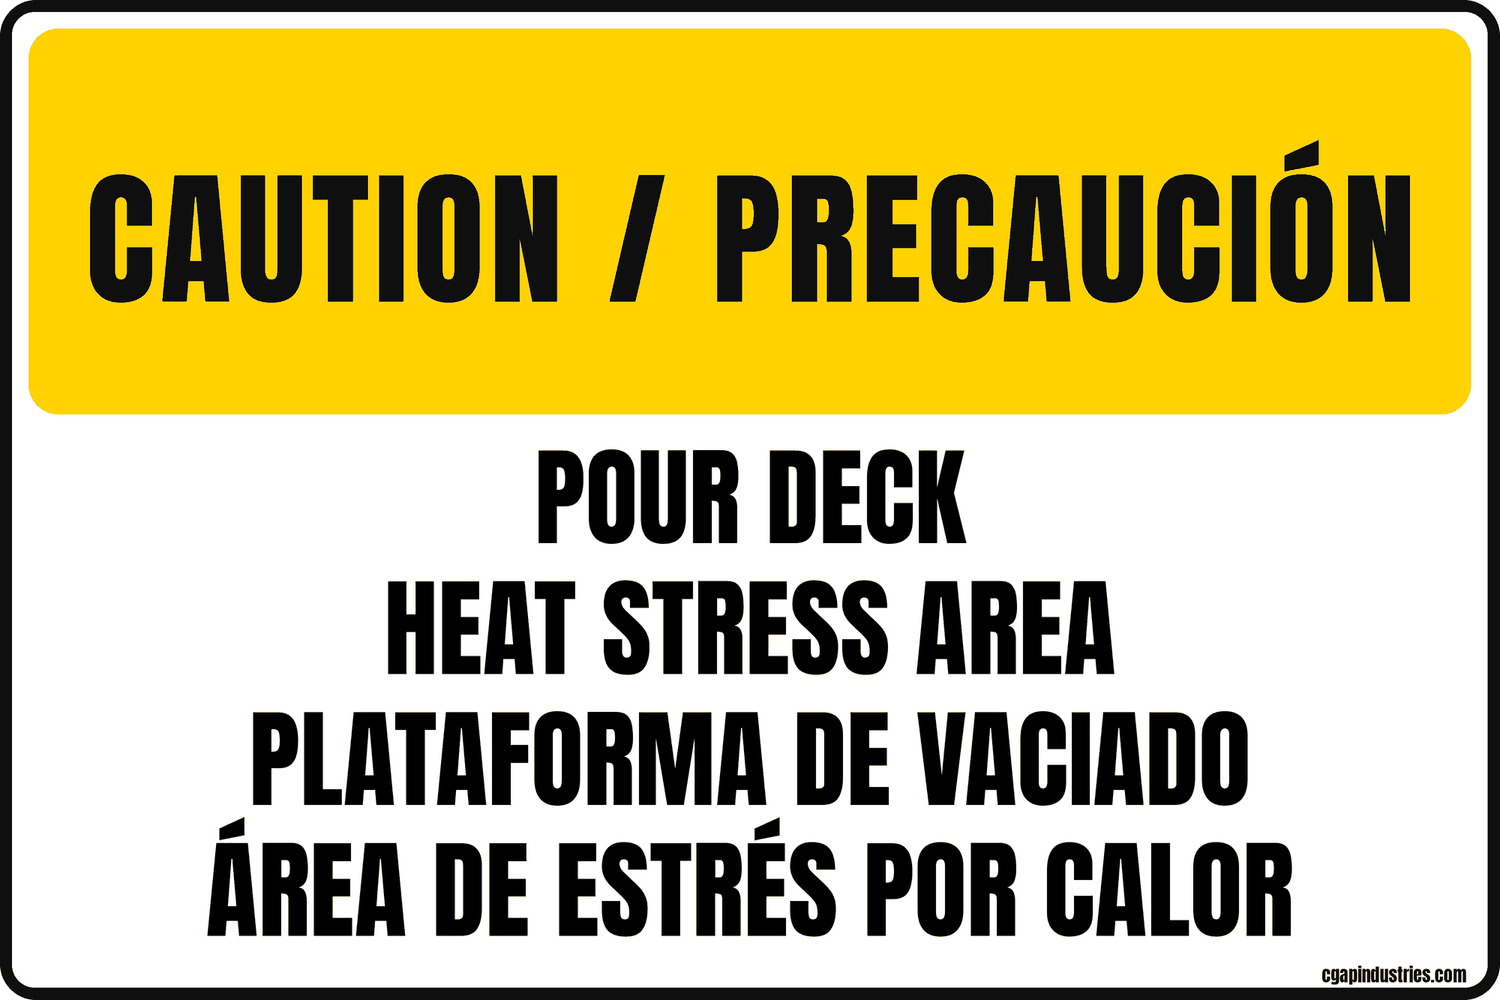 CAUTION / PRECAUCIÓN
POUR DECK
HEAT STRESS AREA
PLATAFORMA DE VACIADO
ÁREA DE ESTRÉS POR CALOR
cgapindustries.com